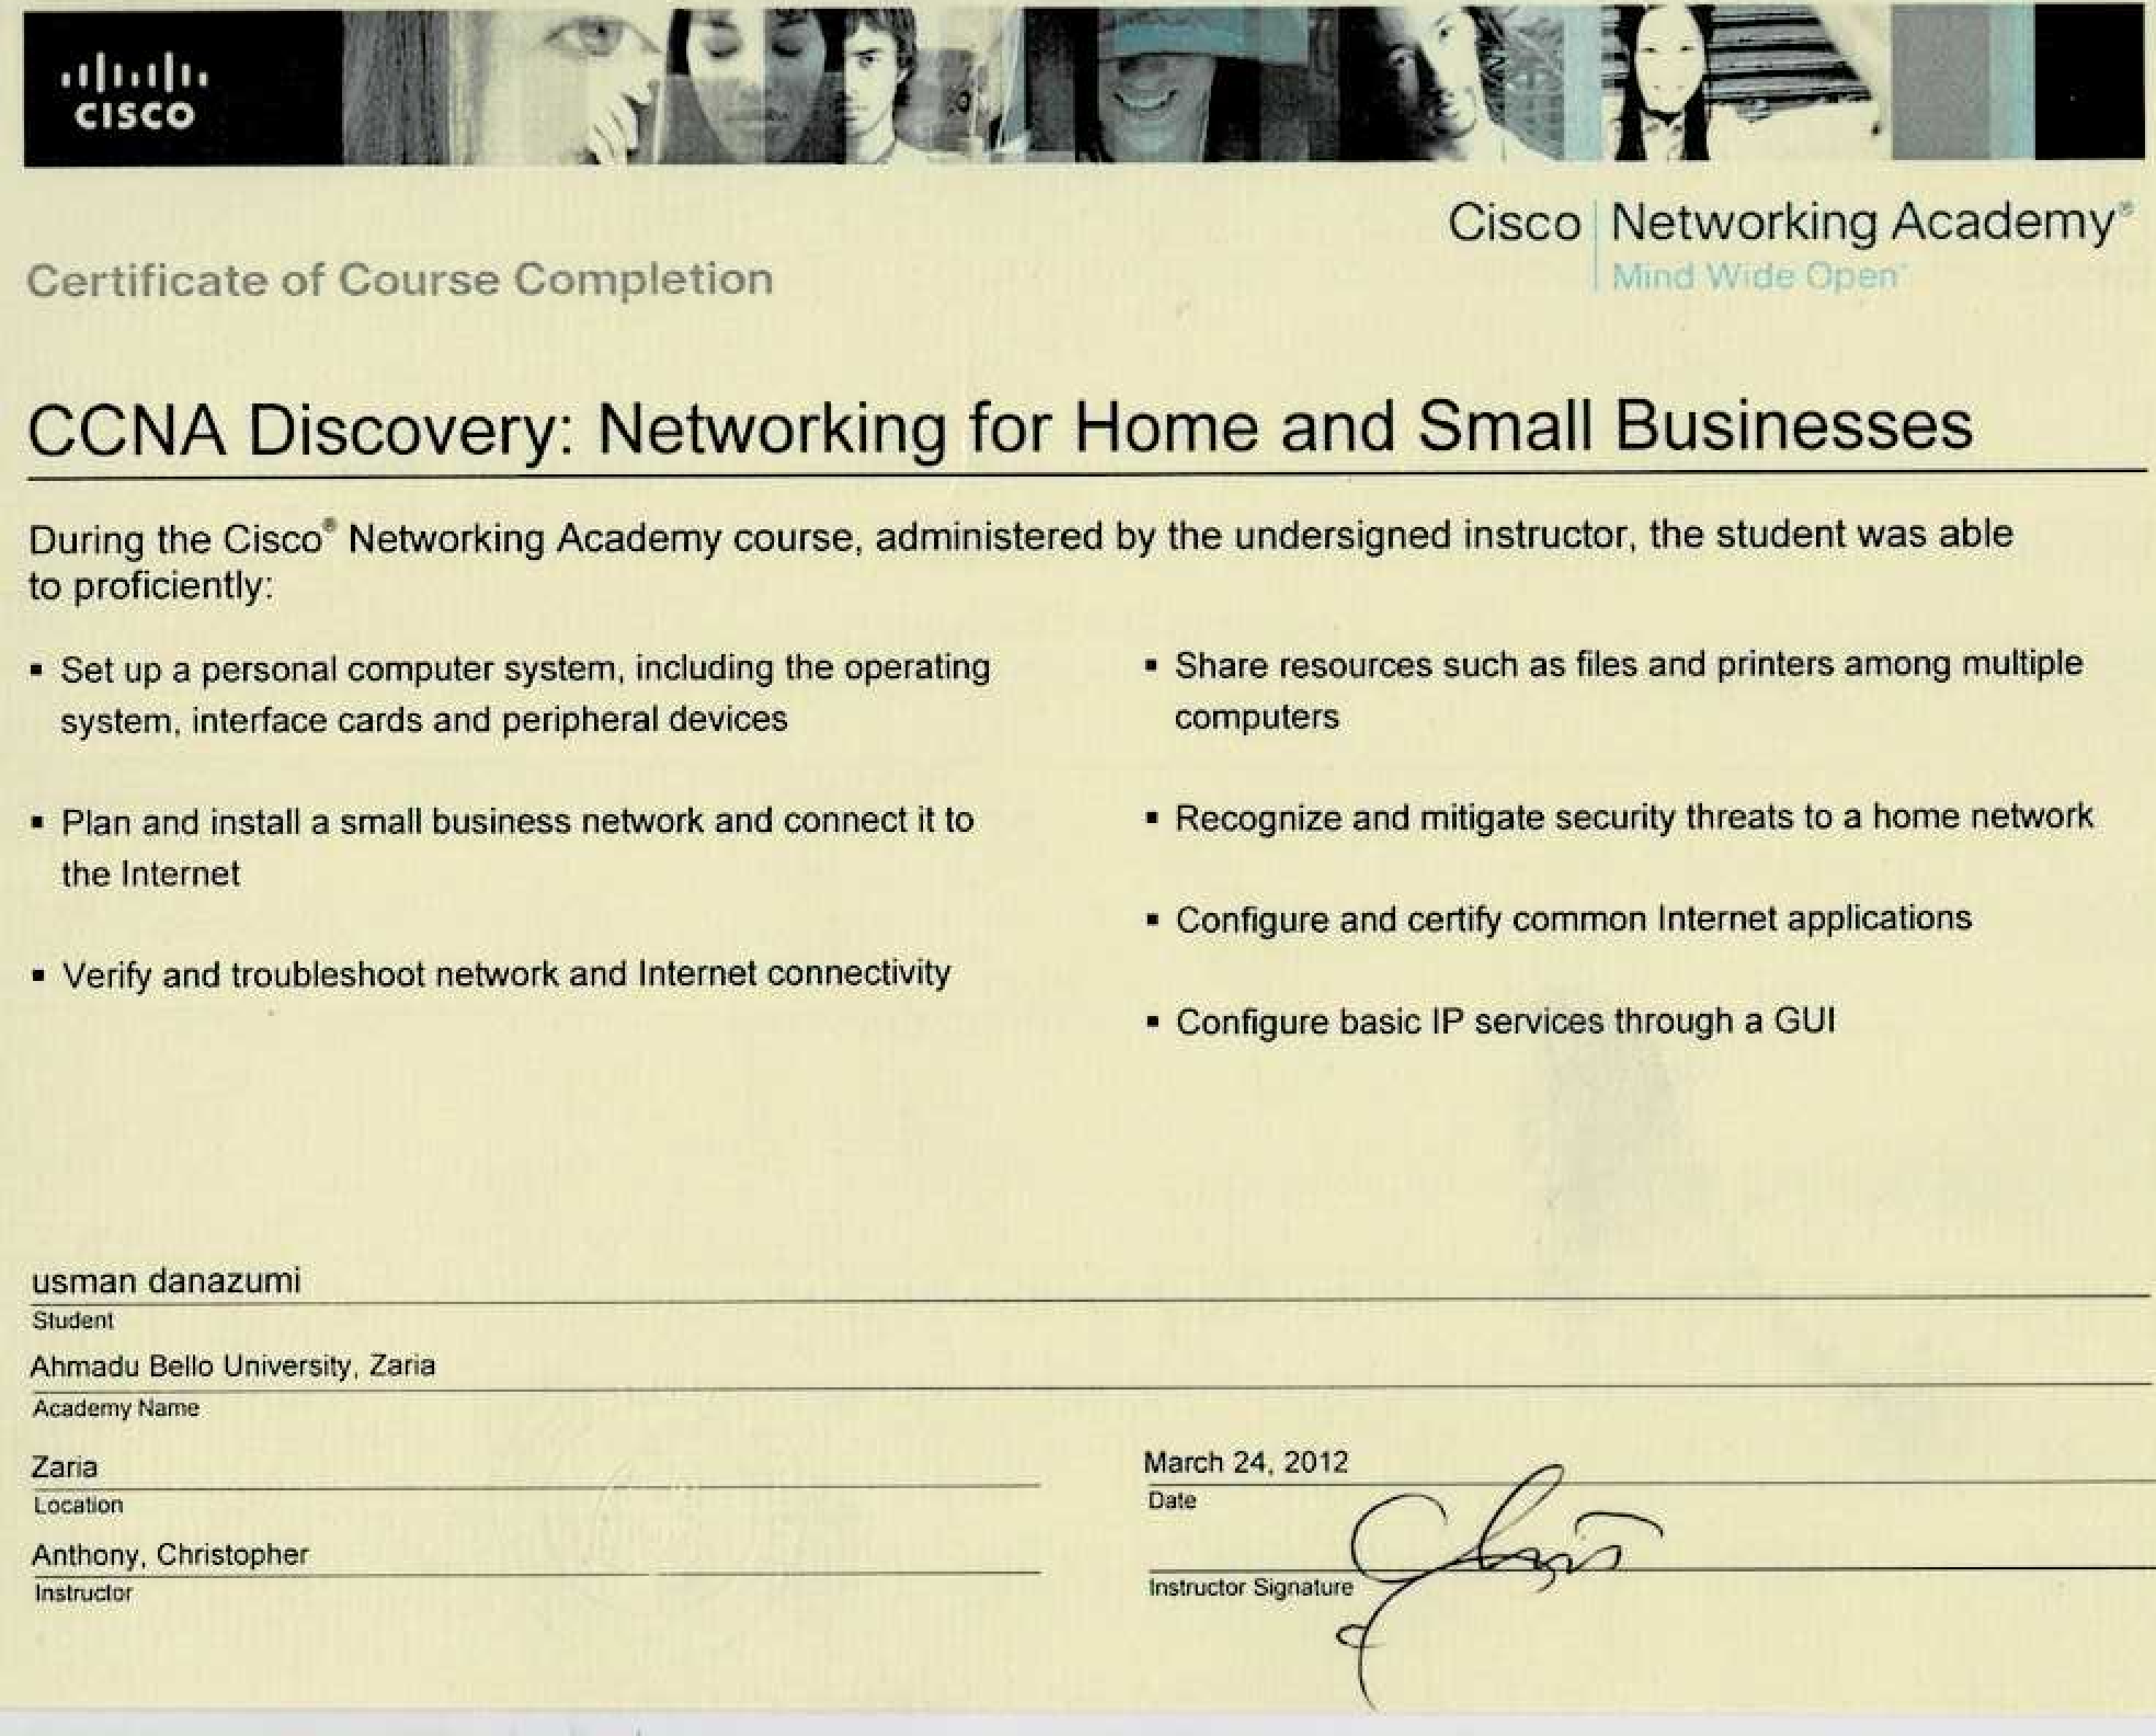 CISCO
Cisco Networking Academy®
Mind Wide Open™
Certificate of Course Completion
CCNA Discovery: Networking for Home and Small Businesses
During the Cisco® Networking Academy course, administered by the undersigned instructor, the student was able
to proficiently:
▪ Set up a personal computer system, including the operating
system, interface cards and peripheral devices
▪ Plan and install a small business network and connect it to
the Internet
▪ Verify and troubleshoot network and Internet connectivity
▪ Share resources such as files and printers among multiple
computers
▪ Recognize and mitigate security threats to a home network
▪ Configure and certify common Internet applications
▪ Configure basic IP services through a GUI
usman danazumi
Student
Ahmadu Bello University, Zaria
Academy Name
Zaria
Location
March 24, 2012
Date
Anthony, Christopher
Instructor
Instructor Signature